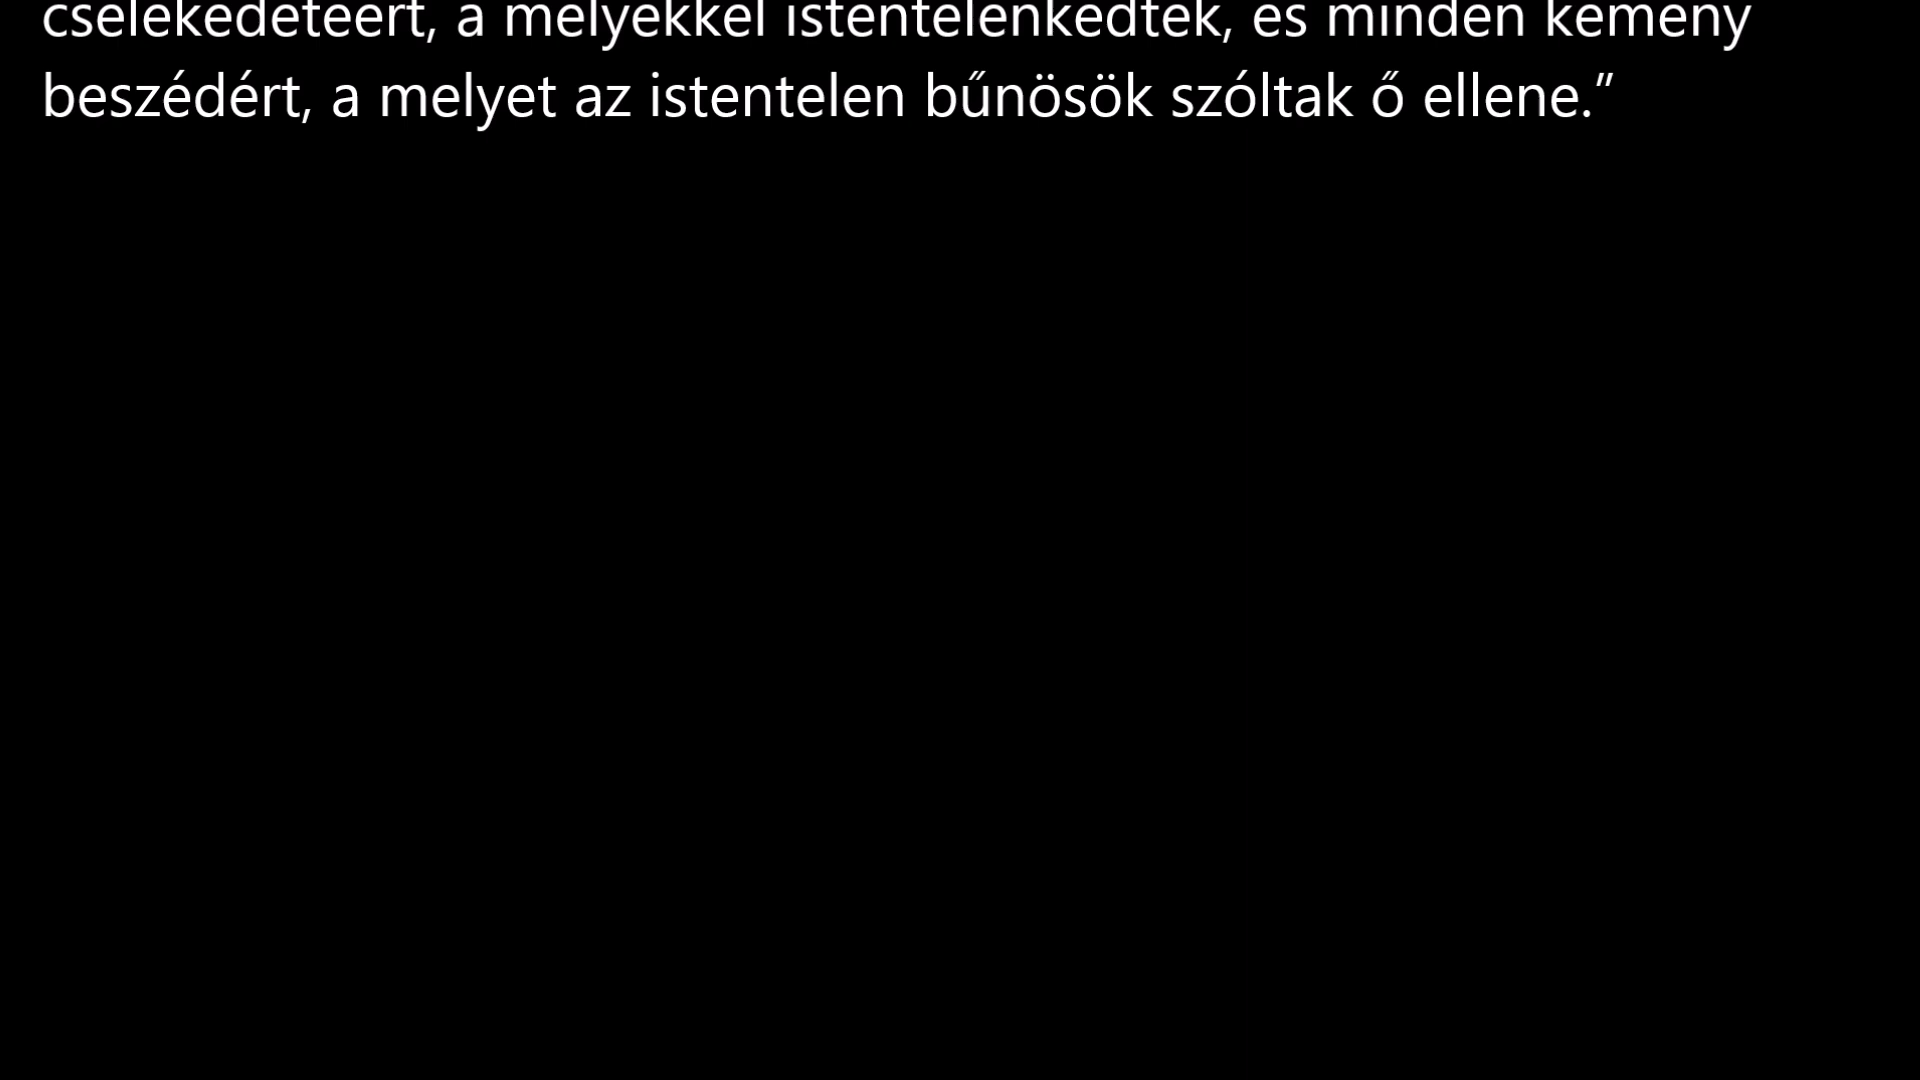 cselekedetéért, a melyekkel istentelenkedtek, és minden kemény
beszédért, a melyet az istentelen bűnösök szóltak ő ellene.”